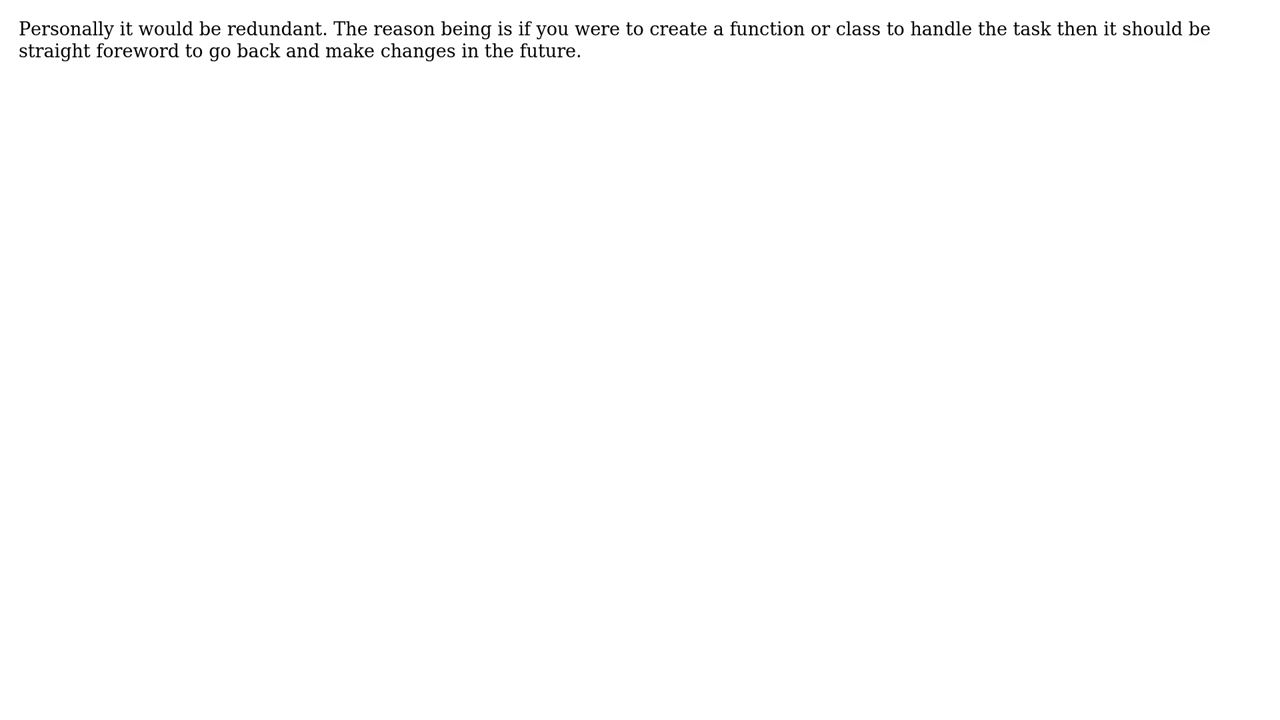 Personally it would be redundant. The reason being is if you were to create a function or class to handle the task then it should be
straight foreword to go back and make changes in the future.